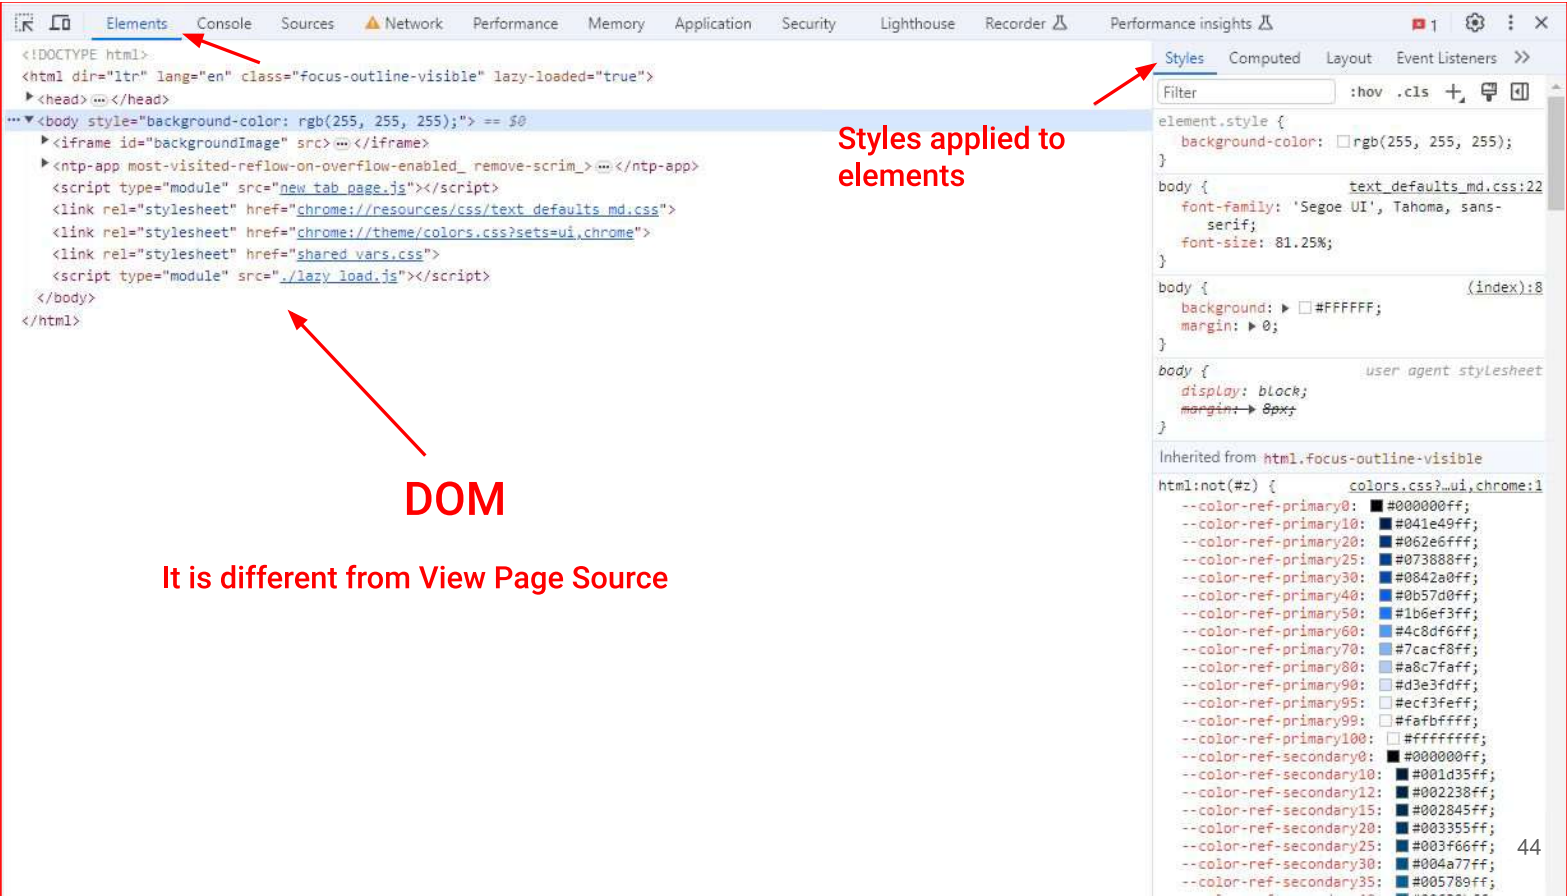 Elements Console Sources Network Performance Memory Application Security Lighthouse Recorder Performance insights 1
<!DOCTYPE html>
<html dir="ltr" lang="en" class="focus-outline-visible" lazy-loaded="true">
<head> … </head>
… <body style="background-color: rgb(255, 255, 255);"> == $0
<iframe id="backgroundImage" src> … </iframe>
<ntp-app most-visited-reflow-on-overflow-enabled_ remove-scrim_> … </ntp-app>
<script type="module" src="new_tab_page.js"></script>
<link rel="stylesheet" href="chrome://resources/css/text_defaults_md.css">
<link rel="stylesheet" href="chrome://theme/colors.css?sets=ui,chrome">
<link rel="stylesheet" href="shared_vars.css">
<script type="module" src="./lazy_load.js"></script>
</body>
</html>
DOM
It is different from View Page Source
Styles applied to
elements
Styles Computed Layout Event Listeners
Filter :hov .cls
element.style {
background-color: rgb(255, 255, 255);
}
body { text_defaults_md.css:22
font-family: 'Segoe UI', Tahoma, sans-
serif;
font-size: 81.25%;
}
body { (index):8
background: #FFFFFF;
margin: 0;
}
body { user agent stylesheet
display: block;
margin: 8px;
}
Inherited from html.focus-outline-visible
html:not(#z) { colors.css?…ui,chrome:1
--color-ref-primary0: #000000ff;
--color-ref-primary10: #041e49ff;
--color-ref-primary20: #062e6fff;
--color-ref-primary25: #073888ff;
--color-ref-primary30: #0842a0ff;
--color-ref-primary40: #0b57d0ff;
--color-ref-primary50: #1b6ef3ff;
--color-ref-primary60: #4c8df6ff;
--color-ref-primary70: #7cacf8ff;
--color-ref-primary80: #a8c7faff;
--color-ref-primary90: #d3e3fdff;
--color-ref-primary95: #ecf3feff;
--color-ref-primary99: #fafbffff;
--color-ref-primary100: #ffffffff;
--color-ref-secondary0: #000000ff;
--color-ref-secondary10: #001d35ff;
--color-ref-secondary12: #002238ff;
--color-ref-secondary15: #002845ff;
--color-ref-secondary20: #003355ff;
--color-ref-secondary25: #003f66ff;
--color-ref-secondary30: #004a77ff;
--color-ref-secondary35: #005789ff;
44